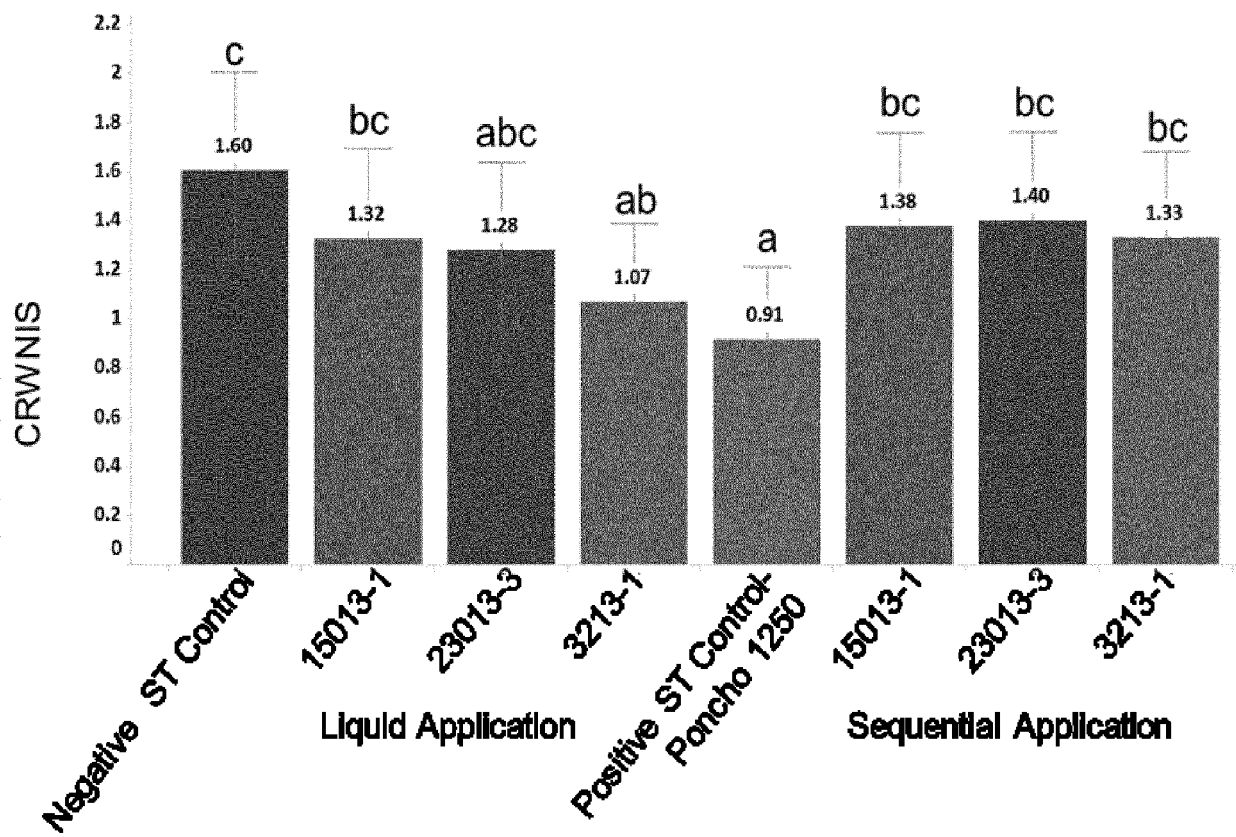 CRWNIS
2.2
2
1.8
1.6
1.4
1.2
1
0.8
0.6
0.4
0.2
0
c
bc
abc
ab
a
bc
bc
bc
1.60
1.32
1.28
1.07
0.91
1.38
1.40
1.33
Negative ST Control
15013-1
23013-3
3213-1
Positive ST Control-
Poncho 1250
15013-1
23013-3
3213-1
Liquid Application
Sequential Application